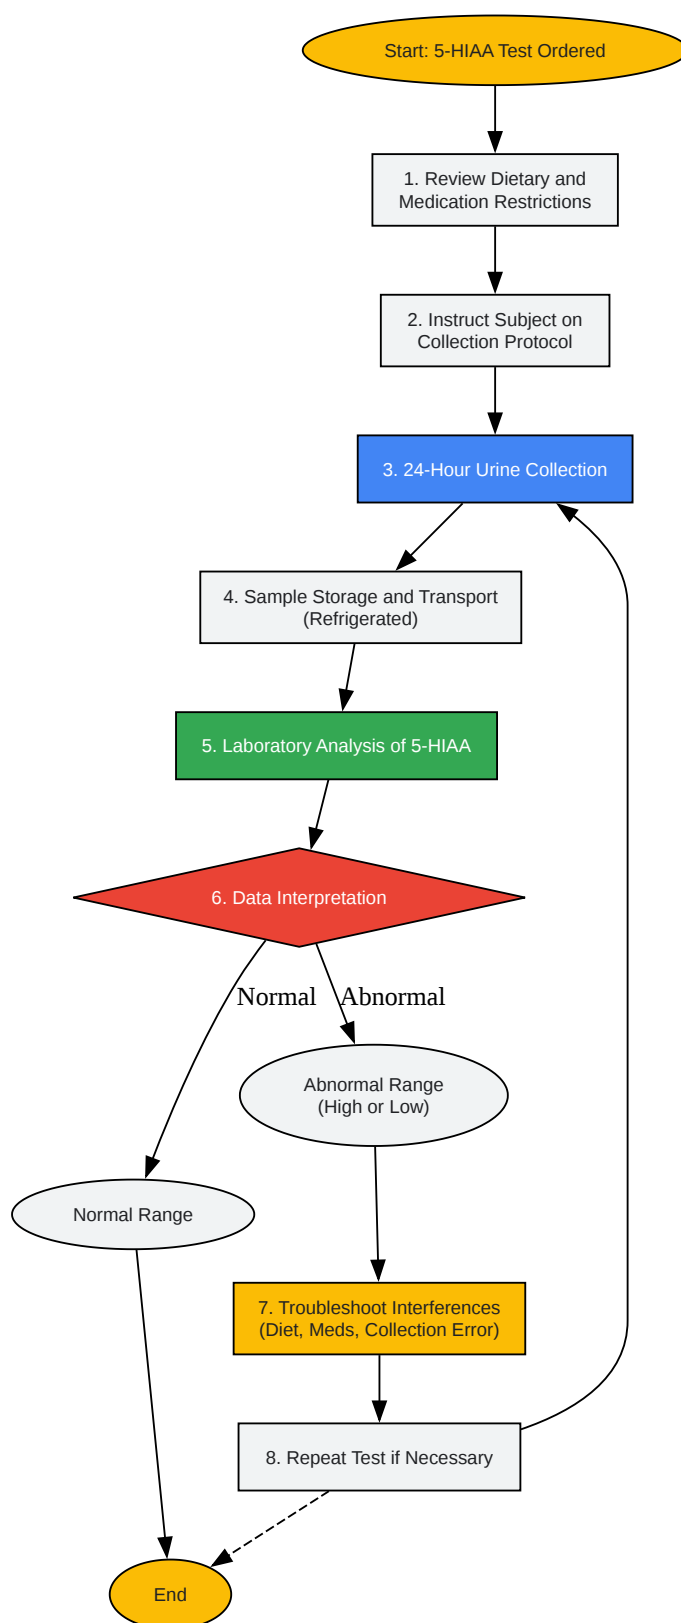 Start: 5-HIAA Test Ordered
1. Review Dietary and
Medication Restrictions
2. Instruct Subject on
Collection Protocol
3. 24-Hour Urine Collection
4. Sample Storage and Transport
(Refrigerated)
5. Laboratory Analysis of 5-HIAA
6. Data Interpretation
Normal
Abnormal
Abnormal Range
(High or Low)
Normal Range
7. Troubleshoot Interferences
(Diet, Meds, Collection Error)
8. Repeat Test if Necessary
End